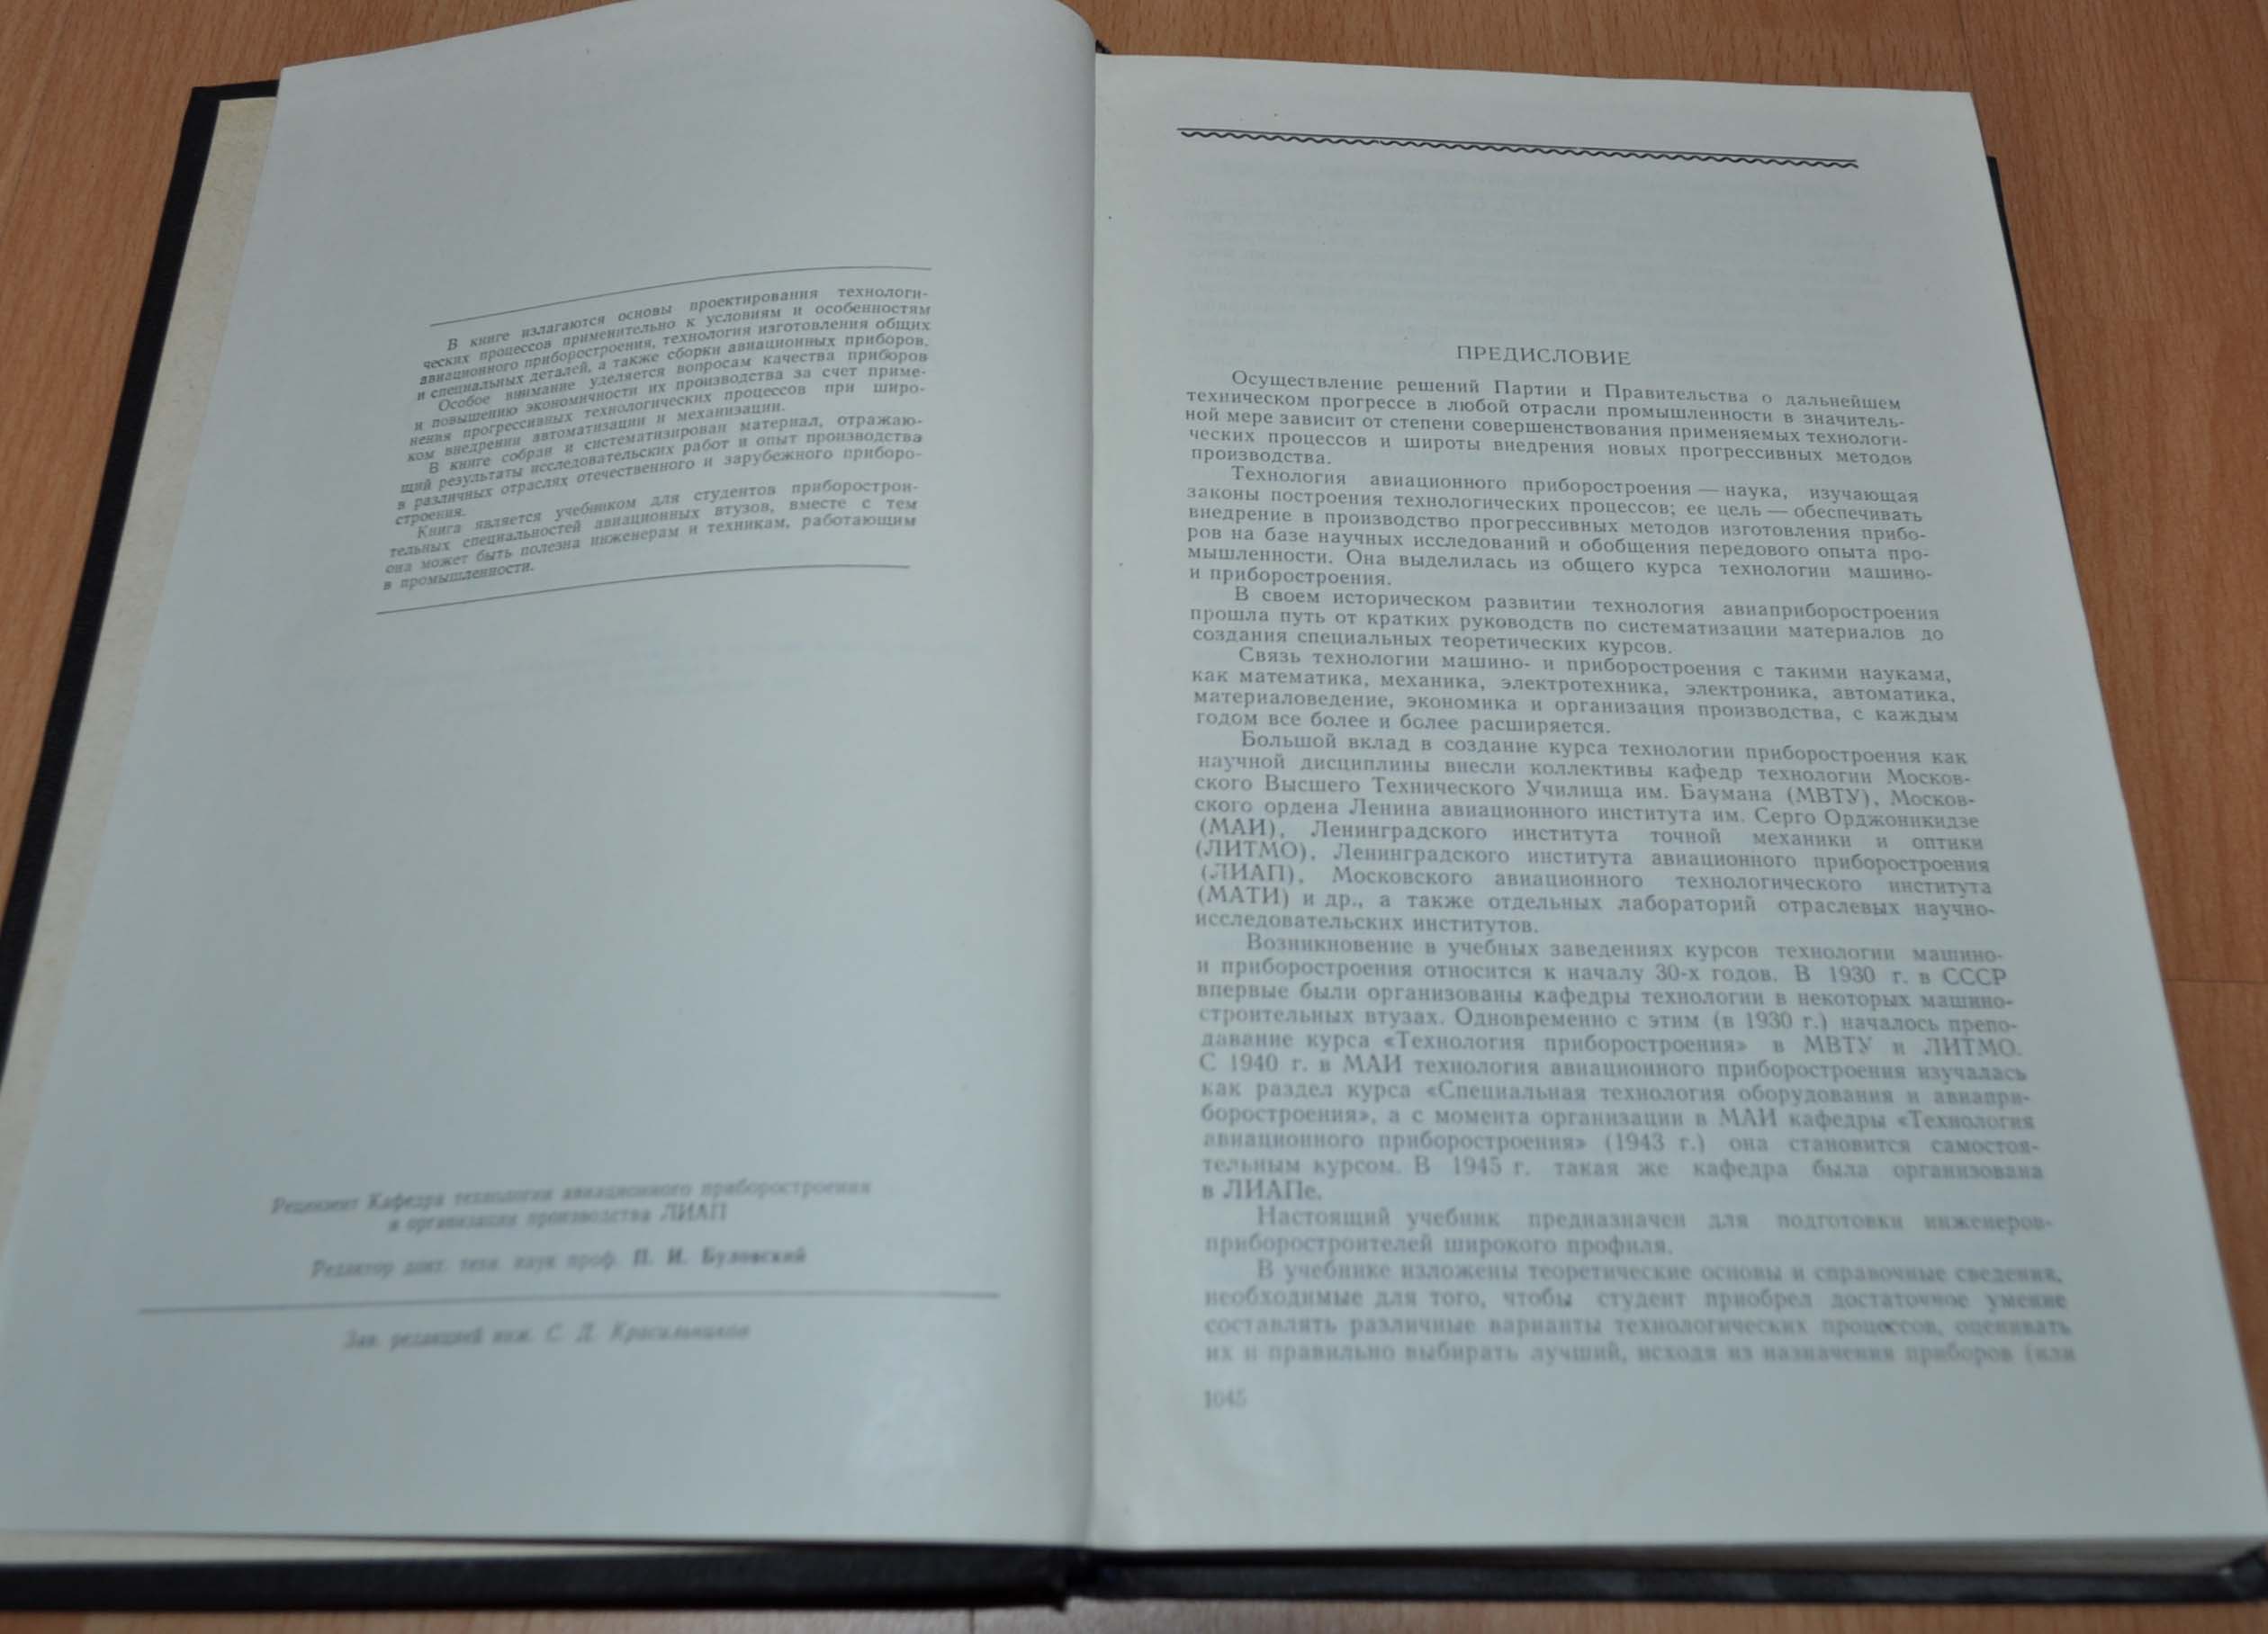 В книге излагаются основы проектирования технологи-
ческих процессов применительно к условиям и особенностям
авиационного приборостроения, технология изготовления общих
и специальных деталей, а также сборки авиационных приборов.
Особое внимание уделяется вопросам качества приборов
и повышению экономичности их производства за счет приме-
нения прогрессивных технологических процессов при широ-
ком внедрении автоматизации и механизации.
В книге собран и систематизирован материал, отражаю-
щий результаты исследовательских работ и опыт производства
в различных отраслях отечественного и зарубежного приборо-
строения.
Книга является учебником для студентов приборострои-
тельных специальностей авиационных втузов, вместе с тем
она может быть полезна инженерам и техникам, работающим
в промышленности.
Рецензент Кафедра технологии авиационного приборостроения
и организации производства ЛИАП
Редактор докт. техн. наук проф. П. И. Буловский
Зав. редакцией инж. С. Д. Красильников
ПРЕДИСЛОВИЕ
Осуществление решений Партии и Правительства о дальнейшем
техническом прогрессе в любой отрасли промышленности в значитель-
ной мере зависит от степени совершенствования применяемых технологи-
ческих процессов и широты внедрения новых прогрессивных методов
производства.
Технология авиационного приборостроения — наука, изучающая
законы построения технологических процессов; ее цель — обеспечивать
внедрение в производство прогрессивных методов изготовления прибо-
ров на базе научных исследований и обобщения передового опыта про-
мышленности. Она выделилась из общего курса технологии машино-
и приборостроения.
В своем историческом развитии технология авиаприборостроения
прошла путь от кратких руководств по систематизации материалов до
создания специальных теоретических курсов.
Связь технологии машино- и приборостроения с такими науками,
как математика, механика, электротехника, электроника, автоматика,
материаловедение, экономика и организация производства, с каждым
годом все более и более расширяется.
Большой вклад в создание курса технологии приборостроения как
научной дисциплины внесли коллективы кафедр технологии Москов-
ского Высшего Технического Училища им. Баумана (МВТУ), Москов-
ского ордена Ленина авиационного института им. Серго Орджоникидзе
(МАИ), Ленинградского института точной механики и оптики
(ЛИТМО), Ленинградского института авиационного приборостроения
(ЛИАП), Московского авиационного технологического института
(МАТИ) и др., а также отдельных лабораторий отраслевых научно-
исследовательских институтов.
Возникновение в учебных заведениях курсов технологии машино-
и приборостроения относится к началу 30-х годов. В 1930 г. в СССР
впервые были организованы кафедры технологии в некоторых машино-
строительных втузах. Одновременно с этим (в 1930 г.) началось препо-
давание курса «Технология приборостроения» в МВТУ и ЛИТМО.
С 1940 г. в МАИ технология авиационного приборостроения изучалась
как раздел курса «Специальная технология оборудования и авиапри-
боростроения», а с момента организации в МАИ кафедры «Технология
авиационного приборостроения» (1943 г.) она становится самостоя-
тельным курсом. В 1945 г. такая же кафедра была организована
в ЛИАПе.
Настоящий учебник предназначен для подготовки инженеров-
приборостроителей широкого профиля.
В учебнике изложены теоретические основы и справочные сведения,
необходимые для того, чтобы студент приобрел достаточное умение
составлять различные варианты технологических процессов, оценивать
их и правильно выбирать лучший, исходя из назначения приборов (или
1045